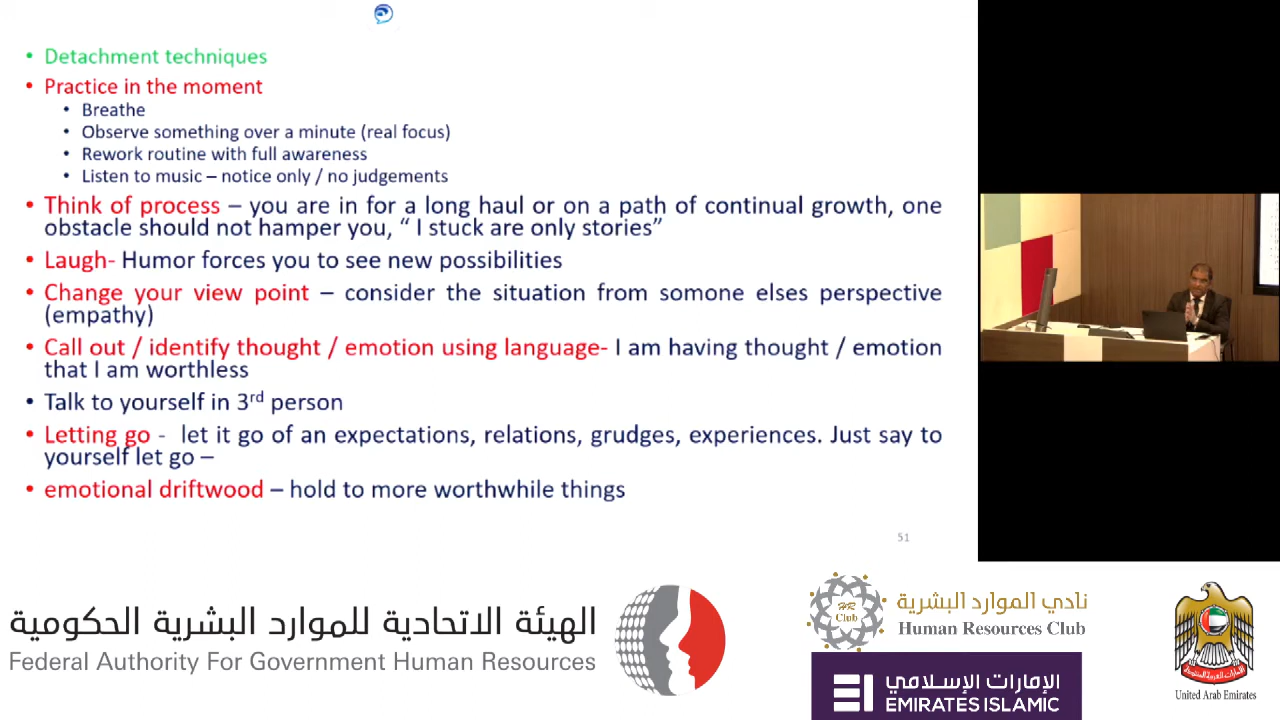 • Detachment techniques
• Practice in the moment
• Breathe
• Observe something over a minute (real focus)
• Rework routine with full awareness
• Listen to music – notice only / no judgements
• Think of process – you are in for a long haul or on a path of continual growth, one
obstacle should not hamper you, “ I stuck are only stories”
• Laugh- Humor forces you to see new possibilities
• Change your view point – consider the situation from somone elses perspective
(empathy)
• Call out / identify thought / emotion using language- I am having thought / emotion
that I am worthless
• Talk to yourself in 3rd person
• Letting go - let it go of an expectations, relations, grudges, experiences. Just say to
yourself let go –
• emotional driftwood – hold to more worthwhile things
51
الهيئة الاتحادية للموارد البشرية الحكومية
Federal Authority For Government Human Resources
HR
Club
نادي الموارد البشرية
Human Resources Club
الإمارات الإسلامي
EMIRATES ISLAMIC
United Arab Emirates